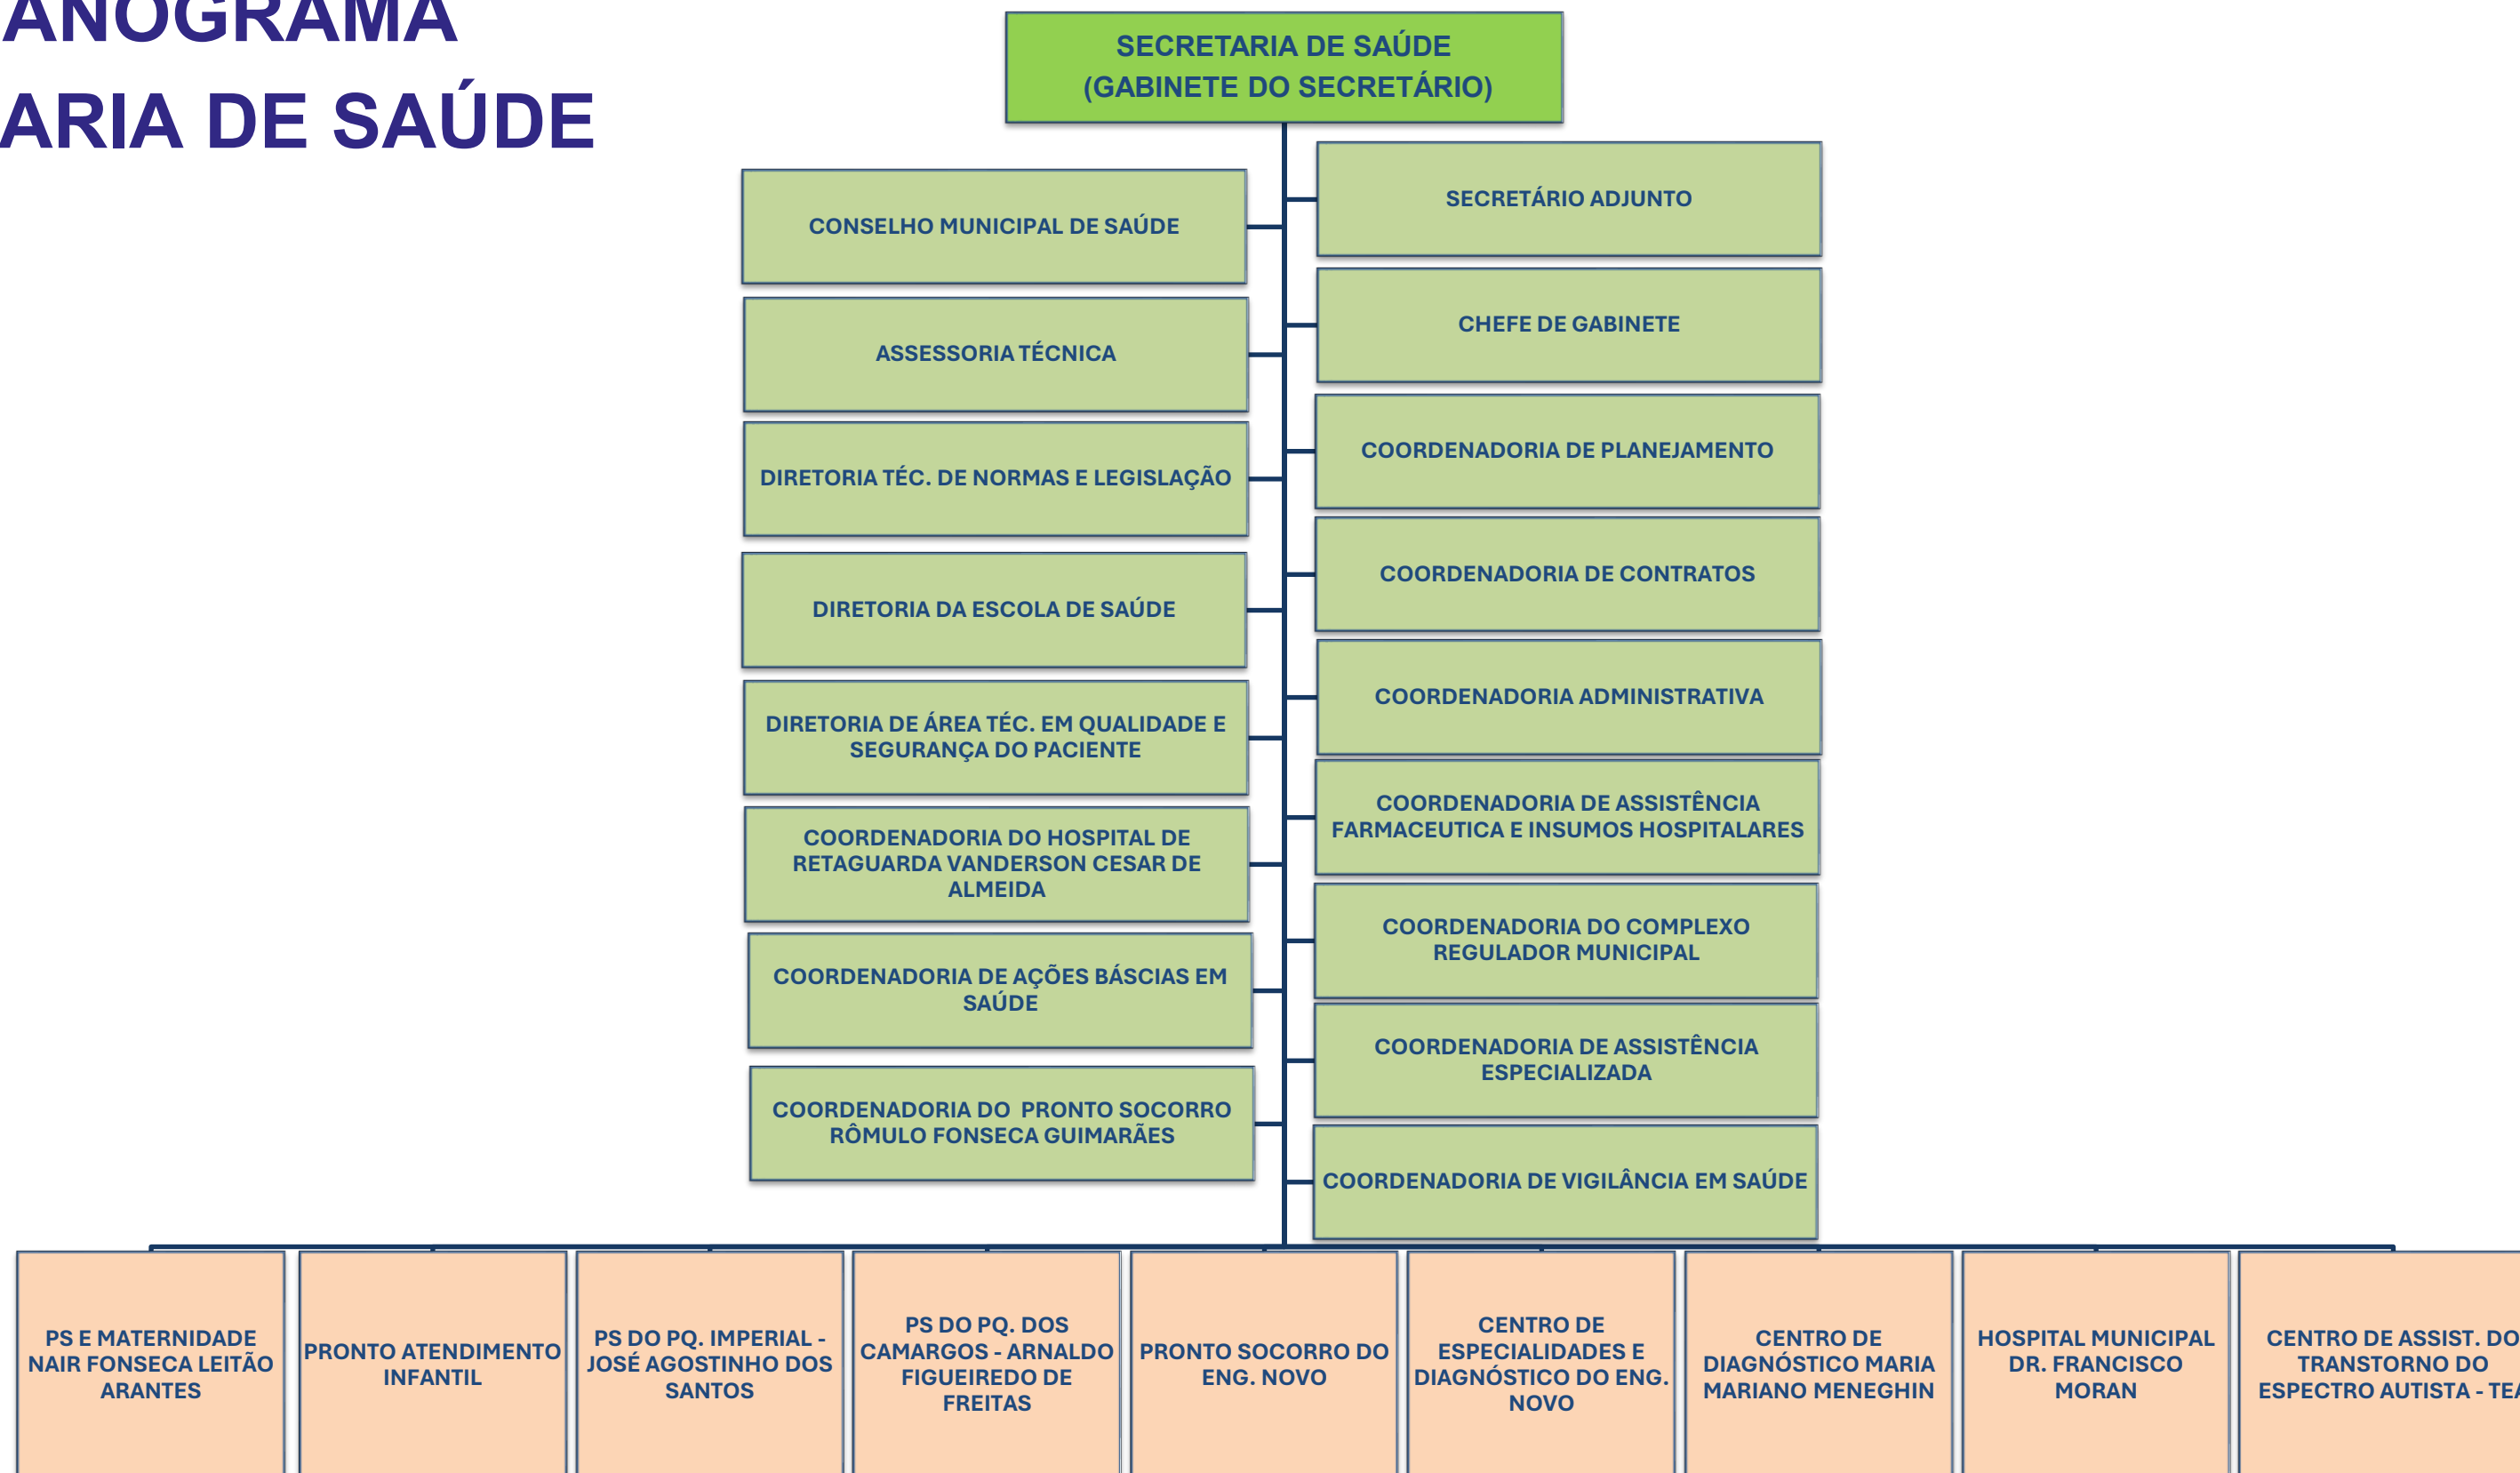 ANOGRAMA
ARIA DE SAÚDE
SECRETARIA DE SAÚDE
(GABINETE DO SECRETÁRIO)
CONSELHO MUNICIPAL DE SAÚDE
ASSESSORIA TÉCNICA
DIRETORIA TÉC. DE NORMAS E LEGISLAÇÃO
DIRETORIA DA ESCOLA DE SAÚDE
DIRETORIA DE ÁREA TÉC. EM QUALIDADE E
SEGURANÇA DO PACIENTE
COORDENADORIA DO HOSPITAL DE
RETAGUARDA VANDERSON CESAR DE
ALMEIDA
COORDENADORIA DE AÇÕES BÁSCIAS EM
SAÚDE
COORDENADORIA DO PRONTO SOCORRO
RÔMULO FONSECA GUIMARÃES
SECRETÁRIO ADJUNTO
CHEFE DE GABINETE
COORDENADORIA DE PLANEJAMENTO
COORDENADORIA DE CONTRATOS
COORDENADORIA ADMINISTRATIVA
COORDENADORIA DE ASSISTÊNCIA
FARMACEUTICA E INSUMOS HOSPITALARES
COORDENADORIA DO COMPLEXO
REGULADOR MUNICIPAL
COORDENADORIA DE ASSISTÊNCIA
ESPECIALIZADA
COORDENADORIA DE VIGILÂNCIA EM SAÚDE
PS E MATERNIDADE
NAIR FONSECA LEITÃO
ARANTES
PRONTO ATENDIMENTO
INFANTIL
PS DO PQ. IMPERIAL -
JOSÉ AGOSTINHO DOS
SANTOS
PS DO PQ. DOS
CAMARGOS - ARNALDO
FIGUEIREDO DE
FREITAS
PRONTO SOCORRO DO
ENG. NOVO
CENTRO DE
ESPECIALIDADES E
DIAGNÓSTICO DO ENG.
NOVO
CENTRO DE
DIAGNÓSTICO MARIA
MARIANO MENEGHIN
HOSPITAL MUNICIPAL
DR. FRANCISCO
MORAN
CENTRO DE ASSIST. DO
TRANSTORNO DO
ESPECTRO AUTISTA - TEA